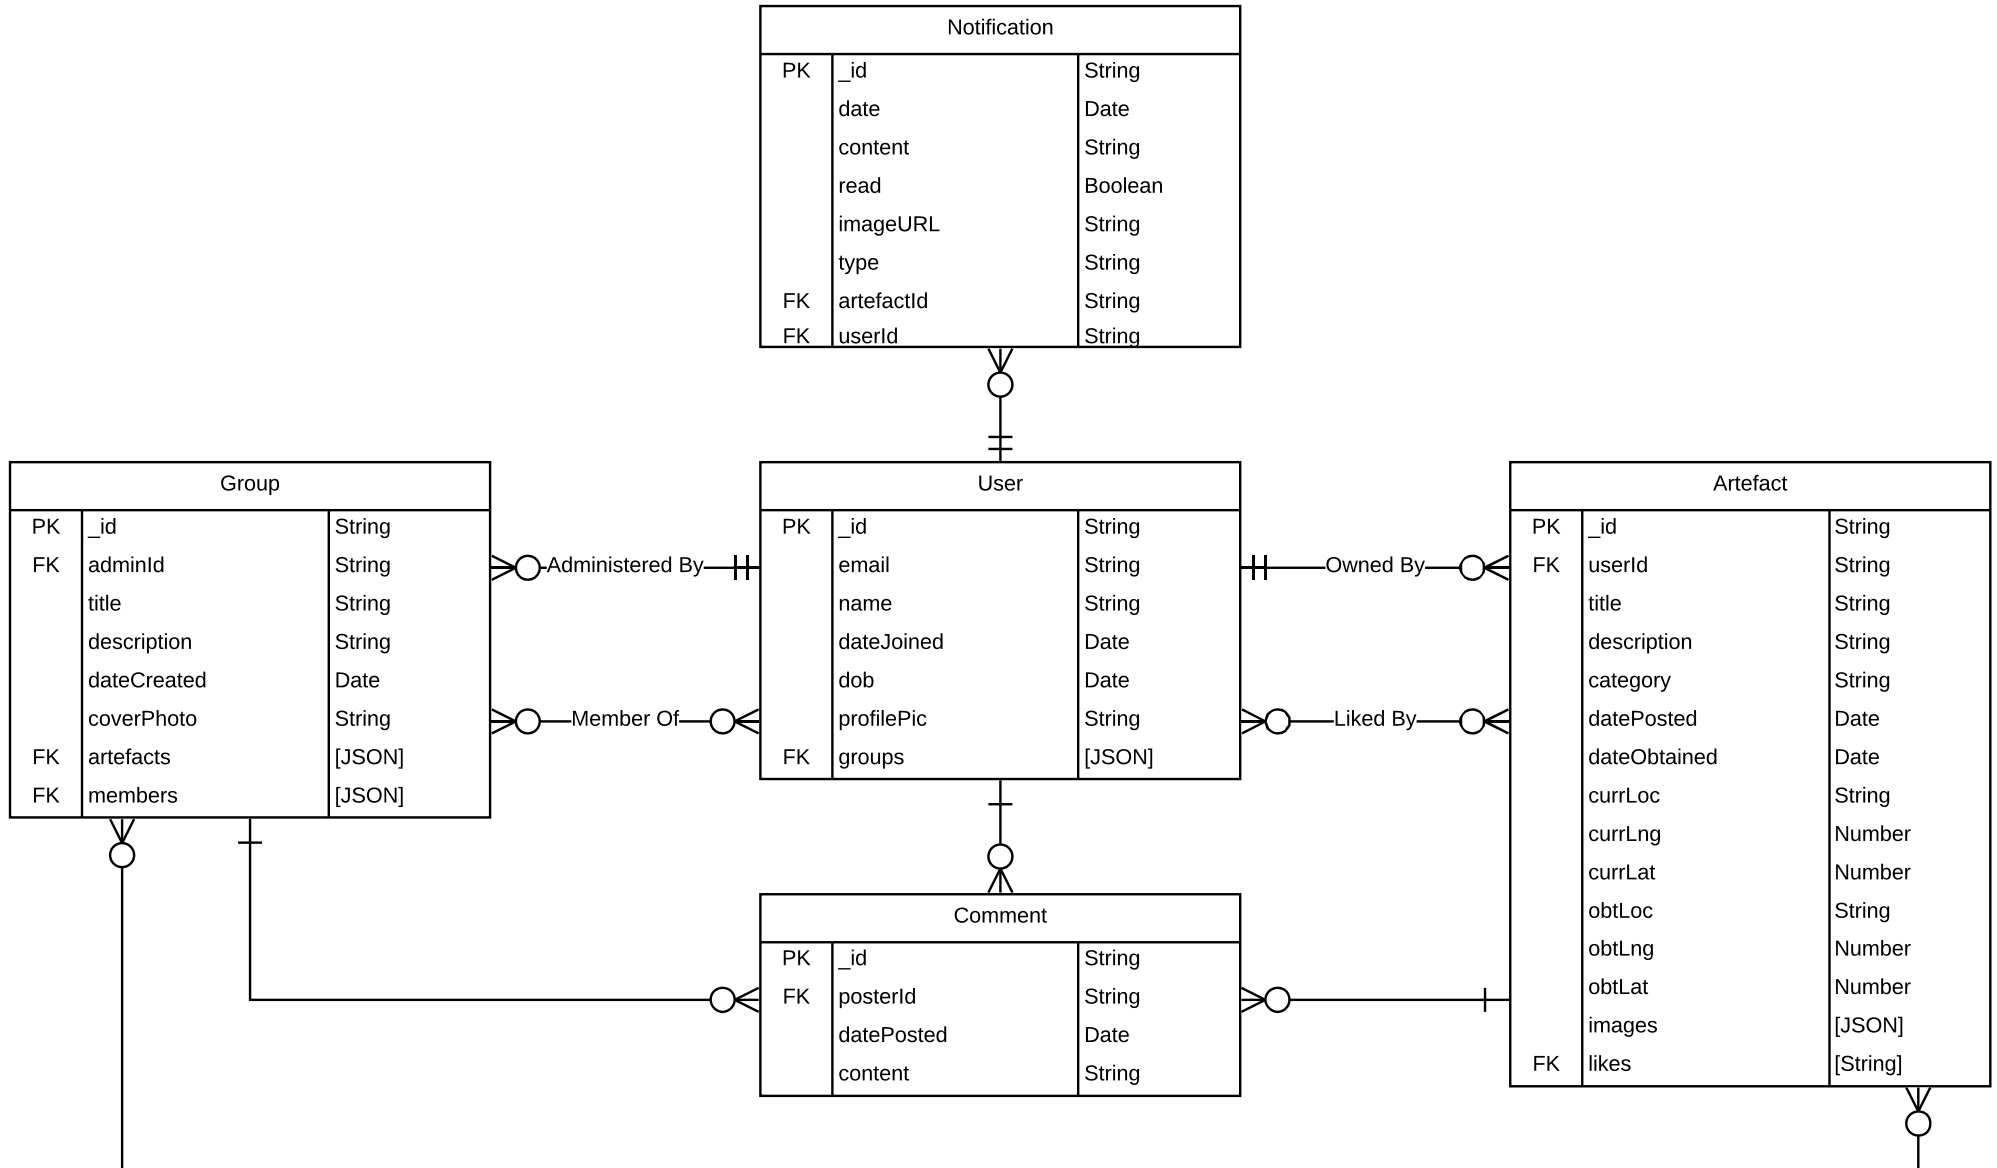 Notification
PK _id String
date Date
content String
read Boolean
imageURL String
type String
FK artefactId String
FK userId String
Group
PK _id String
FK adminId String
title String
description String
dateCreated Date
coverPhoto String
FK artefacts [JSON]
FK members [JSON]
Administered By
Member Of
User
PK _id String
email String
name String
dateJoined Date
dob Date
profilePic String
FK groups [JSON]
Owned By
Liked By
Artefact
PK _id String
FK userId String
title String
description String
category String
datePosted Date
dateObtained Date
currLoc String
currLng Number
currLat Number
obtLoc String
obtLng Number
obtLat Number
images [JSON]
FK likes [String]
Comment
PK _id String
FK posterId String
datePosted Date
content String